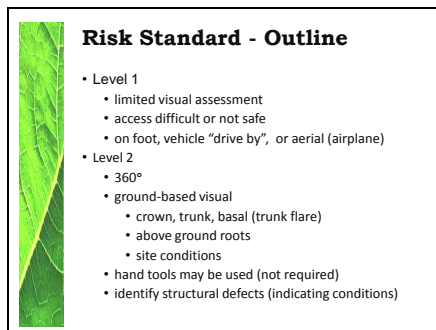 Risk Standard - Outline
• Level 1
• limited visual assessment
• access difficult or not safe
• on foot, vehicle “drive by”, or aerial (airplane)
• Level 2
• 360°
• ground-based visual
• crown, trunk, basal (trunk flare)
• above ground roots
• site conditions
• hand tools may be used (not required)
• identify structural defects (indicating conditions)